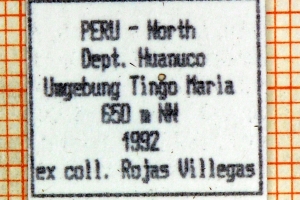 PERU - North
Dept. Huanuco
Umgebung Tingo Maria
650 m NN
1992
ex coll. Rojas Villegas